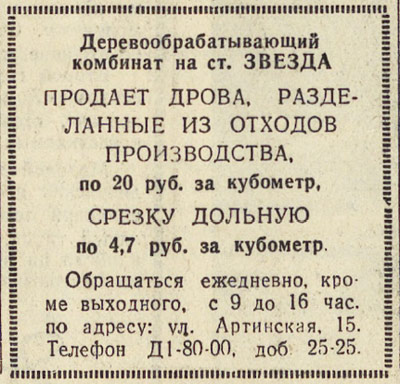 Деревообрабатывающий
комбинат на ст. ЗВЕЗДА
ПРОДАЕТ ДРОВА, РАЗДЕ-
ЛАННЫЕ ИЗ ОТХОДОВ
ПРОИЗВОДСТВА,
по 20 руб. за кубометр,
СРЕЗКУ ДОЛЬНУЮ
по 4,7 руб. за кубометр.
Обращаться ежедневно, кро-
ме выходного, с 9 до 16 час.
по адресу: ул. Артинская, 15.
Телефон Д1-80-00, доб 25-25.